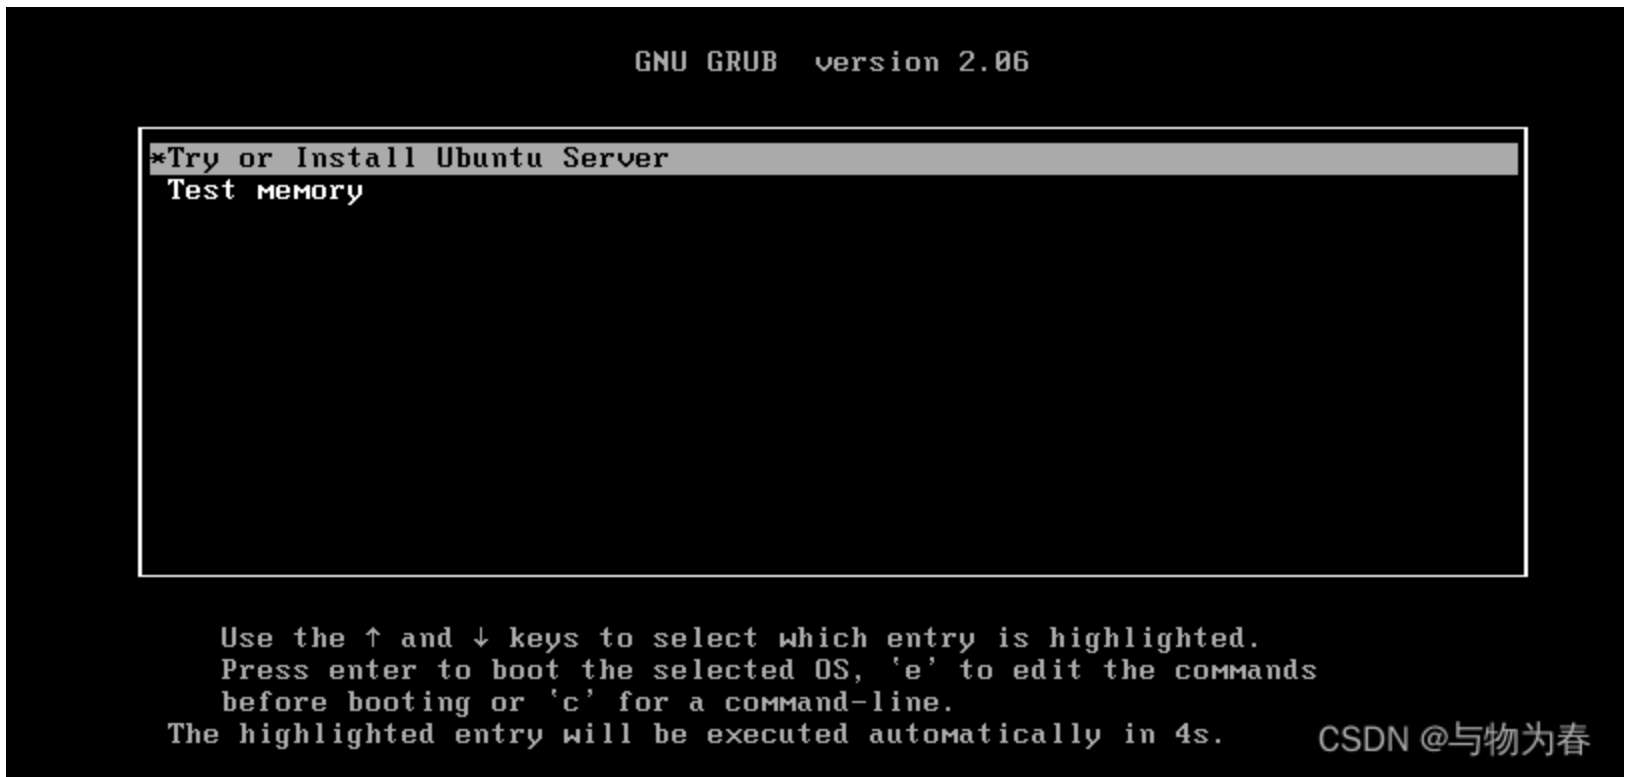 GNU GRUB  version 2.06
*Try or Install Ubuntu Server
Test memory
Use the ↑ and ↓ keys to select which entry is highlighted.
Press enter to boot the selected OS, `e' to edit the commands
before booting or `c' for a command-line.
The highlighted entry will be executed automatically in 4s.
CSDN @与物为春